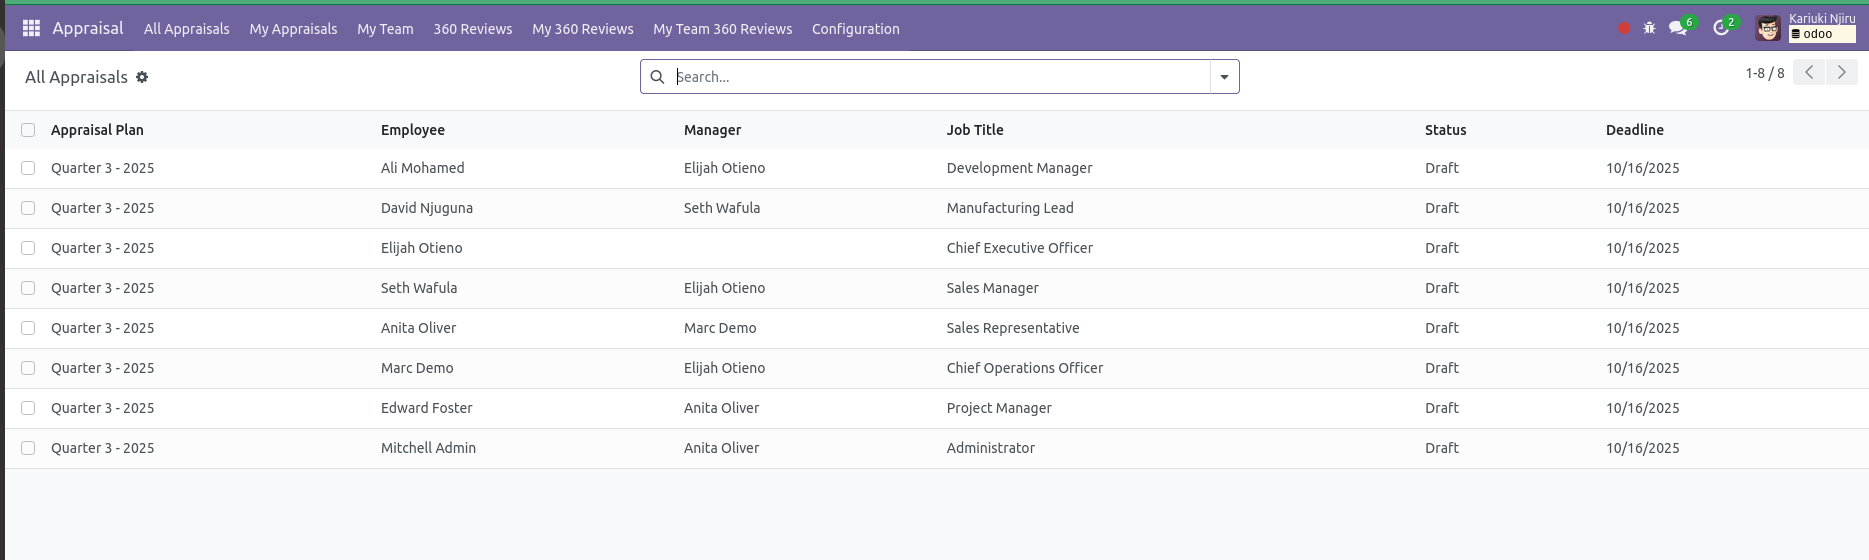 Appraisal All Appraisals My Appraisals My Team 360 Reviews My 360 Reviews My Team 360 Reviews Configuration 6 2 Kariuki Njiru
odoo
All Appraisals Search... 1-8 / 8
Appraisal Plan Employee Manager Job Title Status Deadline
Quarter 3 - 2025 Ali Mohamed Elijah Otieno Development Manager Draft 10/16/2025
Quarter 3 - 2025 David Njuguna Seth Wafula Manufacturing Lead Draft 10/16/2025
Quarter 3 - 2025 Elijah Otieno Chief Executive Officer Draft 10/16/2025
Quarter 3 - 2025 Seth Wafula Elijah Otieno Sales Manager Draft 10/16/2025
Quarter 3 - 2025 Anita Oliver Marc Demo Sales Representative Draft 10/16/2025
Quarter 3 - 2025 Marc Demo Elijah Otieno Chief Operations Officer Draft 10/16/2025
Quarter 3 - 2025 Edward Foster Anita Oliver Project Manager Draft 10/16/2025
Quarter 3 - 2025 Mitchell Admin Anita Oliver Administrator Draft 10/16/2025